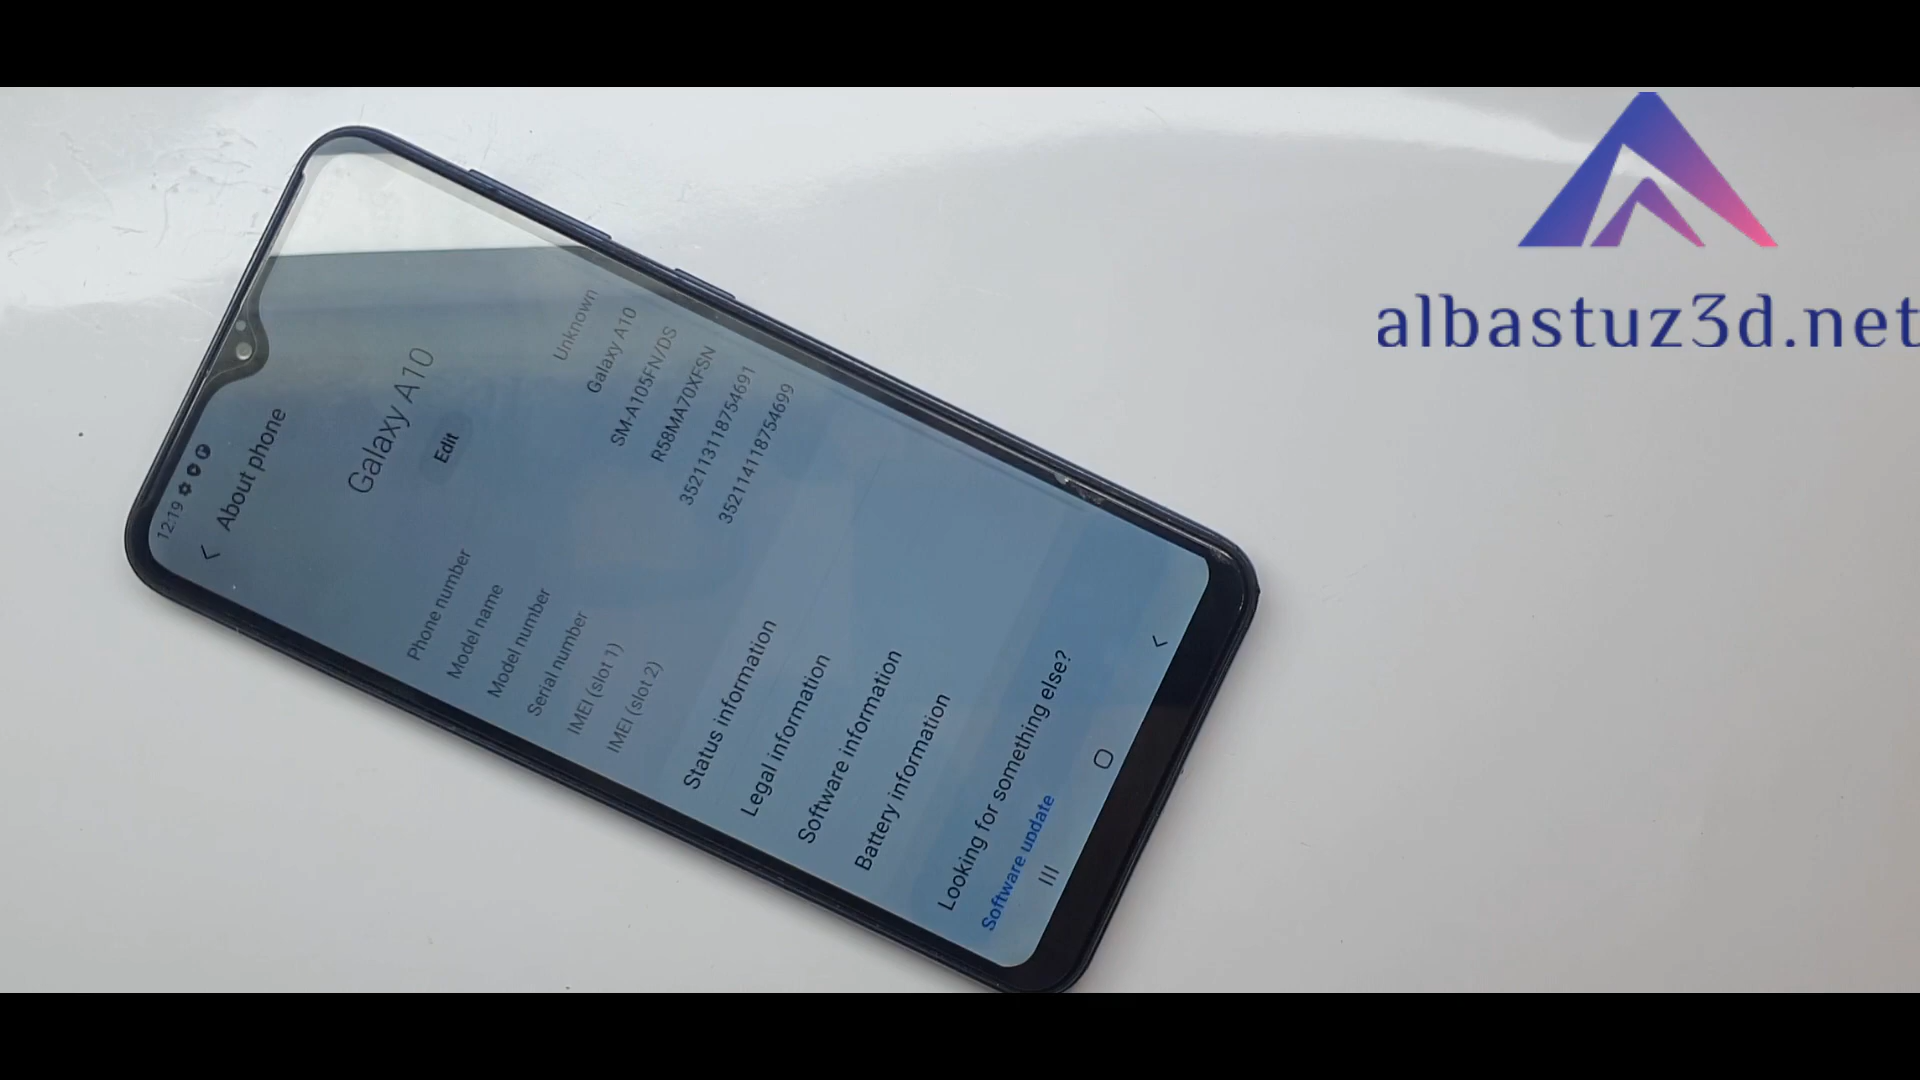 12:19
About phone
Galaxy A10
Edit
Phone number Unknown
Model name Galaxy A10
Model number SM-A105FN/DS
Serial number R58MA70XFSN
IMEI (slot 1) 352113118754691
IMEI (slot 2) 352114118754699
Status information
Legal information
Software information
Battery information
Looking for something else?
Software update
albastuz3d.net